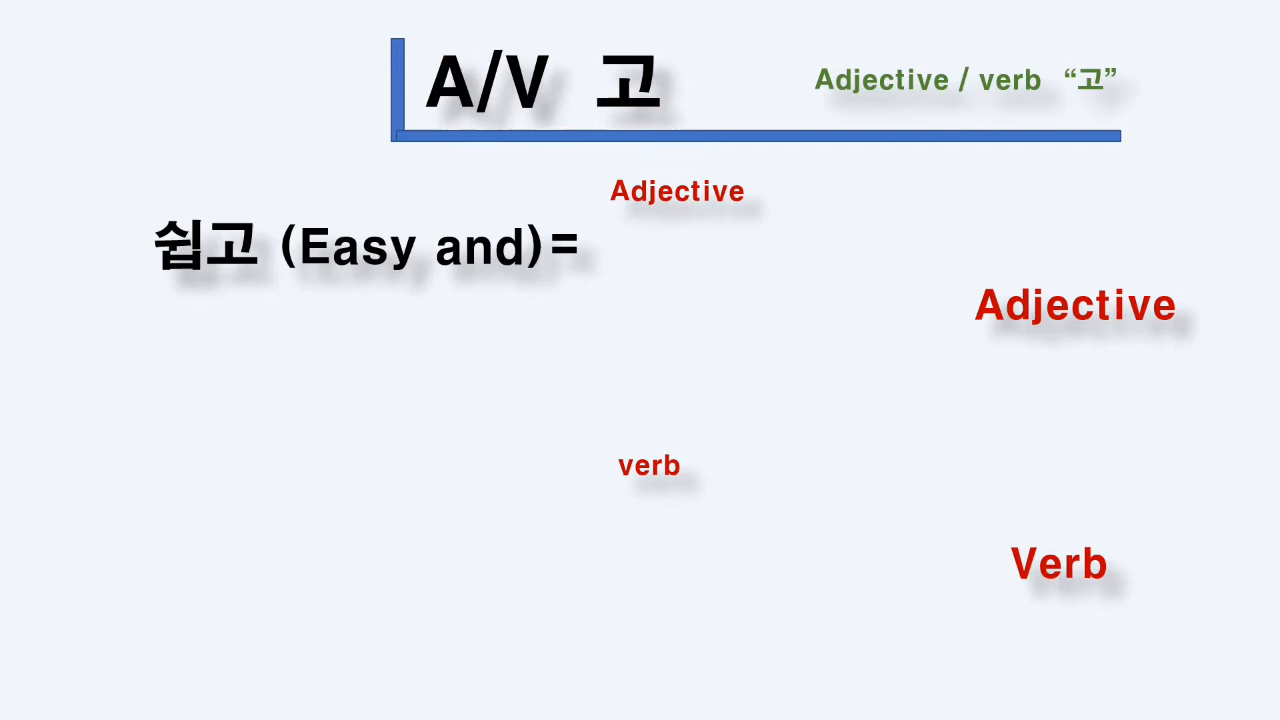 A/V 고
Adjective / verb “고”
Adjective
쉽고 (Easy and)=
Adjective
verb
Verb